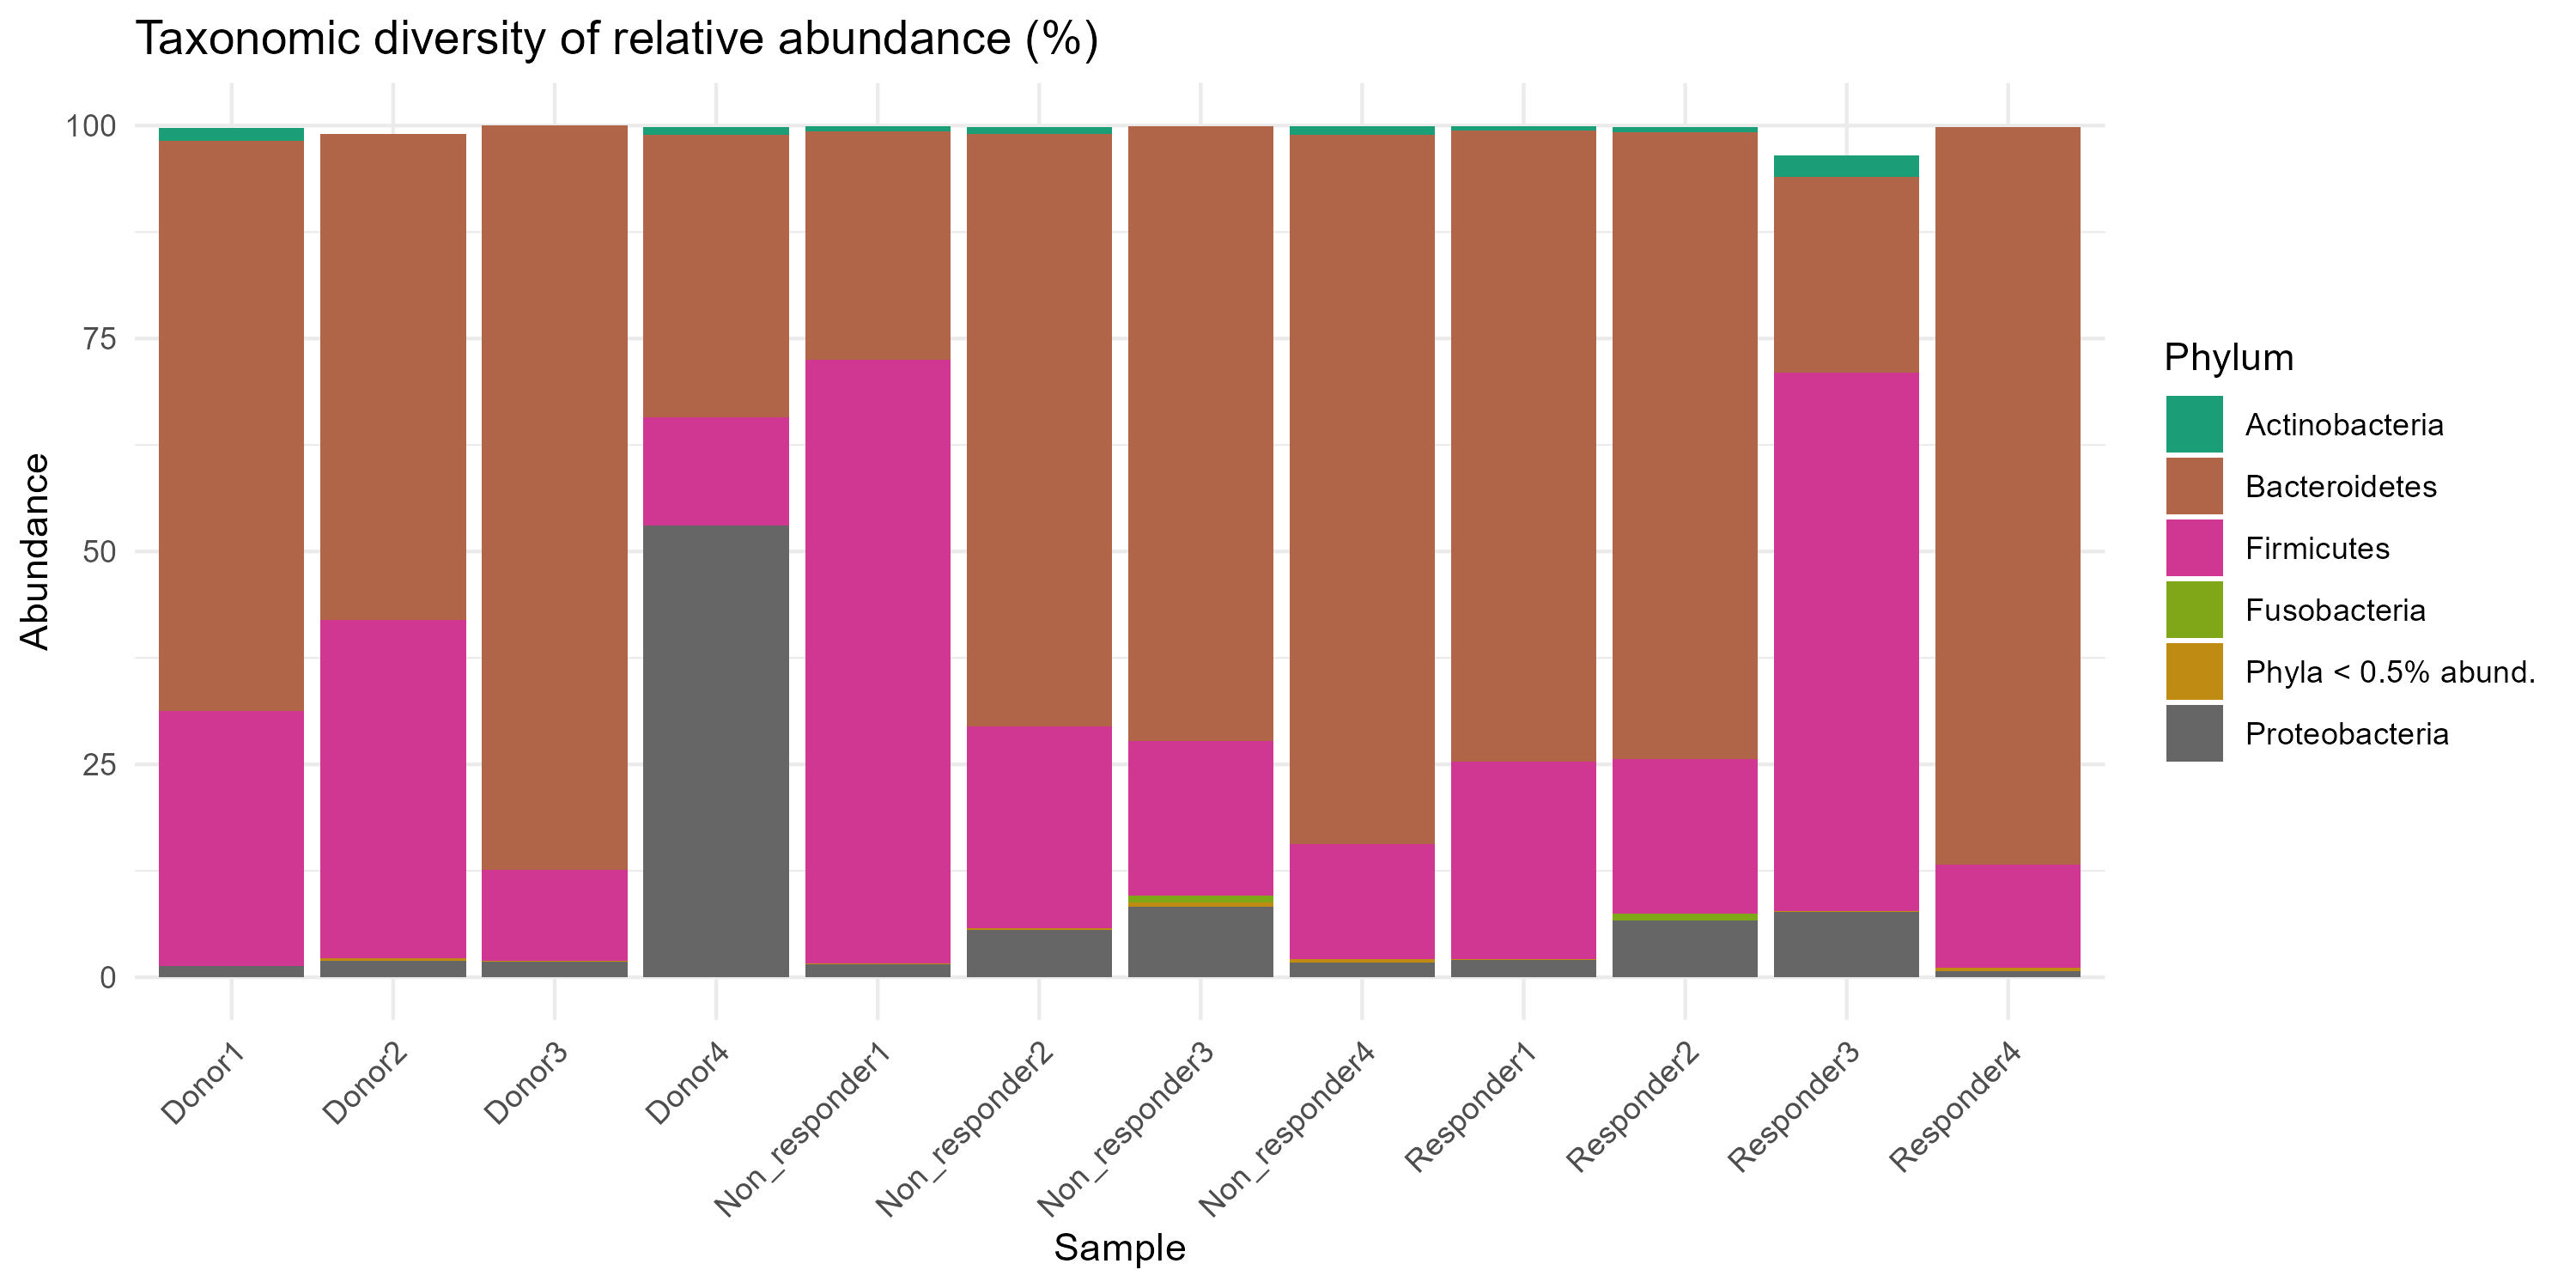 Taxonomic diversity of relative abundance (%)
Abundance
100
75
50
25
0
Donor1
Donor2
Donor3
Donor4
Non_responder1
Non_responder2
Non_responder3
Non_responder4
Responder1
Responder2
Responder3
Responder4
Sample
Phylum
Actinobacteria
Bacteroidetes
Firmicutes
Fusobacteria
Phyla < 0.5% abund.
Proteobacteria